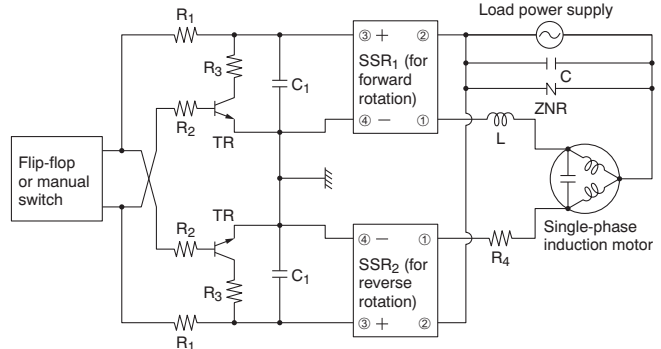 R1
Load power supply
③ + ②
SSR1 (for
forward
rotation)
④ − ①
R3
C1
C
ZNR
R2
TR
L
Flip-flop
or manual
switch
Single-phase
induction motor
TR
R2
④ − ①
SSR2 (for
reverse
rotation)
③ + ②
R4
C1
R3
R1